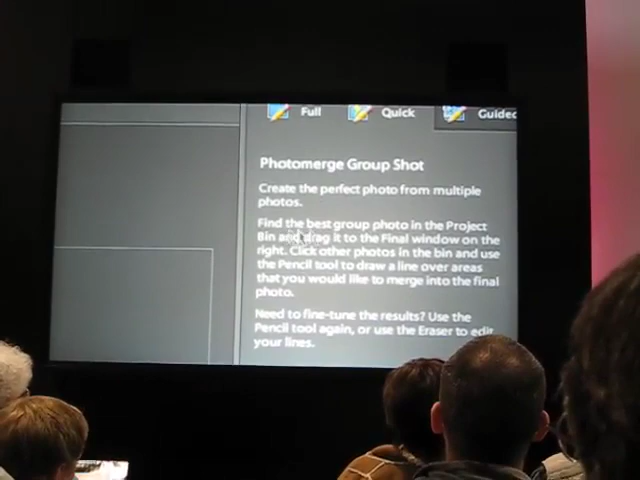 Full Quick Guided
Photomerge Group Shot
Create the perfect photo from multiple
photos.
Find the best group photo in the Project
Bin and drag it to the Final window on the
right. Click other photos in the bin and use
the Pencil tool to draw a line over areas
that you would like to merge into the final
photo.
Need to fine-tune the results? Use the
Pencil tool again, or use the Eraser to edit
your lines.